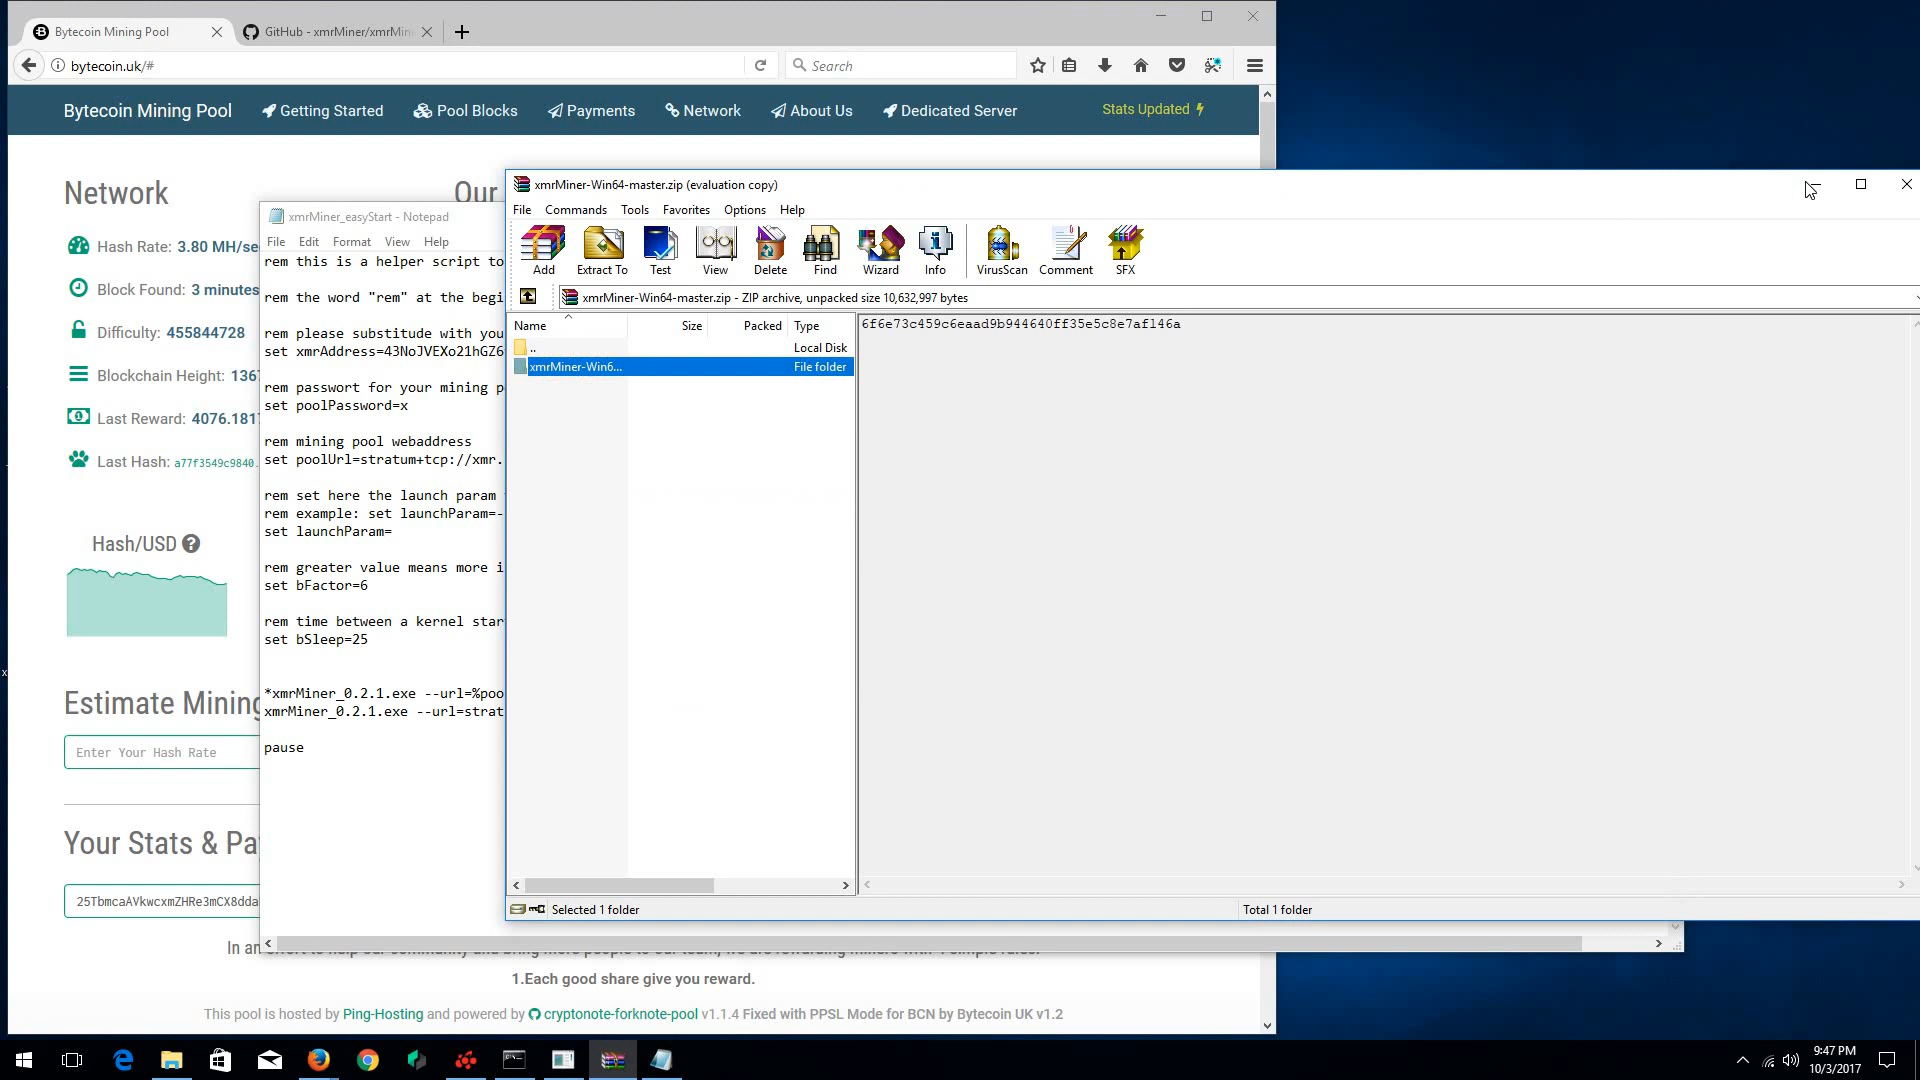 Bytecoin Mining Pool
GitHub - xmrMiner/xmrMin
bytecoin.uk/#
Search
Bytecoin Mining Pool
Getting Started
Pool Blocks
Payments
Network
About Us
Dedicated Server
Stats Updated
Network
Our
Hash Rate: 3.80 MH/se
Block Found: 3 minutes
Difficulty: 455844728
Blockchain Height: 1367
Last Reward: 4076.1817
Last Hash: a77f3549c9840.
Hash/USD
Estimate Mining
Enter Your Hash Rate
Your Stats & Pa
25TbmcaAVkwcxmZHRe3mCX8dda
xmrMiner_easyStart - Notepad
File Edit Format View Help
rem this is a helper script to
rem the word "rem" at the begi
rem please substitude with you
set xmrAddress=43NoJVEXo21hGZ6
rem passwort for your mining p
set poolPassword=x
rem mining pool webaddress
set poolUrl=stratum+tcp://xmr.
rem set here the launch param
rem example: set launchParam=-
set launchParam=
rem greater value means more i
set bFactor=6
rem time between a kernel star
set bSleep=25
*xmrMiner_0.2.1.exe --url=%poo
xmrMiner_0.2.1.exe --url=strat
pause
xmrMiner-Win64-master.zip (evaluation copy)
File Commands Tools Favorites Options Help
Add Extract To Test View Delete Find Wizard Info VirusScan Comment SFX
xmrMiner-Win64-master.zip - ZIP archive, unpacked size 10,632,997 bytes
Name Size Packed Type
.. Local Disk
xmrMiner-Win6... File folder
6f6e73c459c6eaad9b944640ff35e5c8e7af146a
Selected 1 folder
Total 1 folder
In an
1.Each good share give you reward.
This pool is hosted by Ping-Hosting and powered by cryptonote-forknote-pool v1.1.4 Fixed with PPSL Mode for BCN by Bytecoin UK v1.2
9:47 PM
10/3/2017